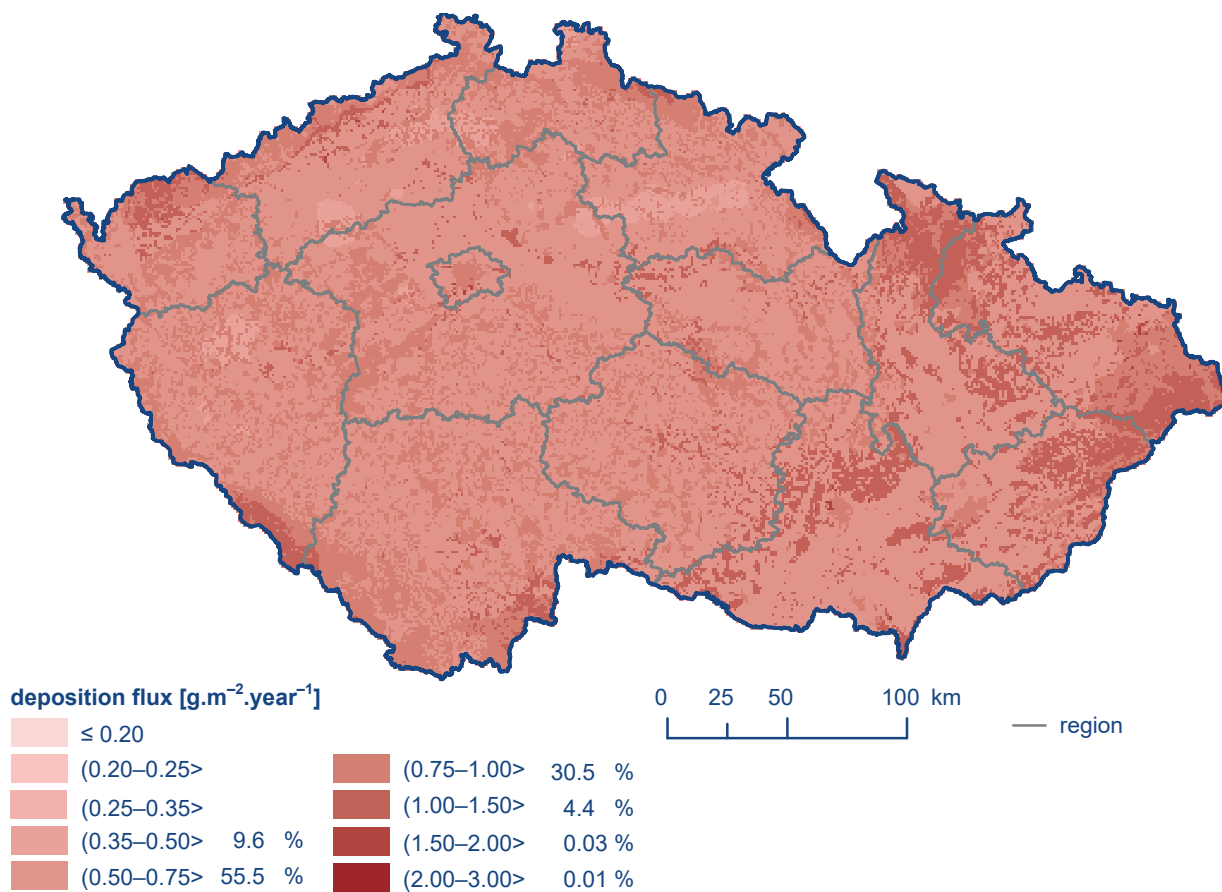 deposition flux [g.m⁻².year⁻¹]
≤ 0.20
(0.20–0.25>
(0.25–0.35>
(0.35–0.50> 9.6 %
(0.50–0.75> 55.5 %
(0.75–1.00> 30.5 %
(1.00–1.50> 4.4 %
(1.50–2.00> 0.03 %
(2.00–3.00> 0.01 %
0 25 50 100 km
region